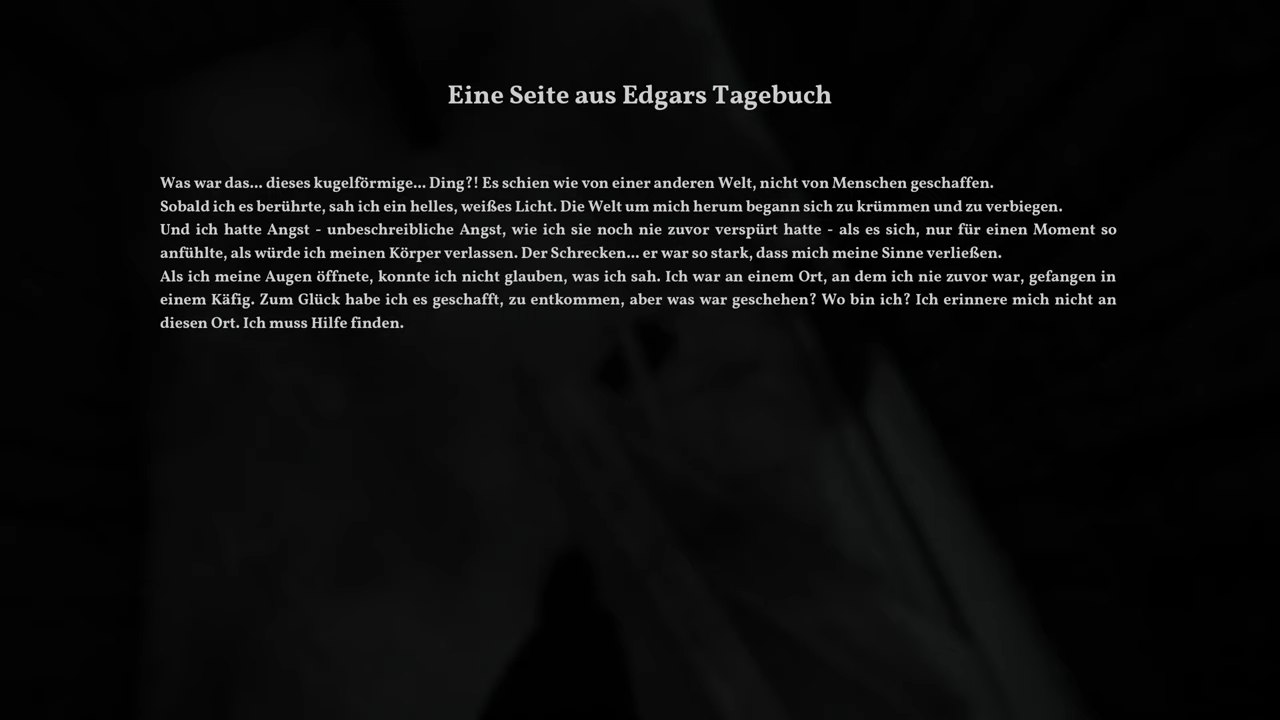 Eine Seite aus Edgars Tagebuch
Was war das... dieses kugelförmige... Ding?! Es schien wie von einer anderen Welt, nicht von Menschen geschaffen.
Sobald ich es berührte, sah ich ein helles, weißes Licht. Die Welt um mich herum begann sich zu krümmen und zu verbiegen.
Und ich hatte Angst - unbeschreibliche Angst, wie ich sie noch nie zuvor verspürt hatte - als es sich, nur für einen Moment so
anfühlte, als würde ich meinen Körper verlassen. Der Schrecken... er war so stark, dass mich meine Sinne verließen.
Als ich meine Augen öffnete, konnte ich nicht glauben, was ich sah. Ich war an einem Ort, an dem ich nie zuvor war, gefangen in
einem Käfig. Zum Glück habe ich es geschafft, zu entkommen, aber was war geschehen? Wo bin ich? Ich erinnere mich nicht an
diesen Ort. Ich muss Hilfe finden.